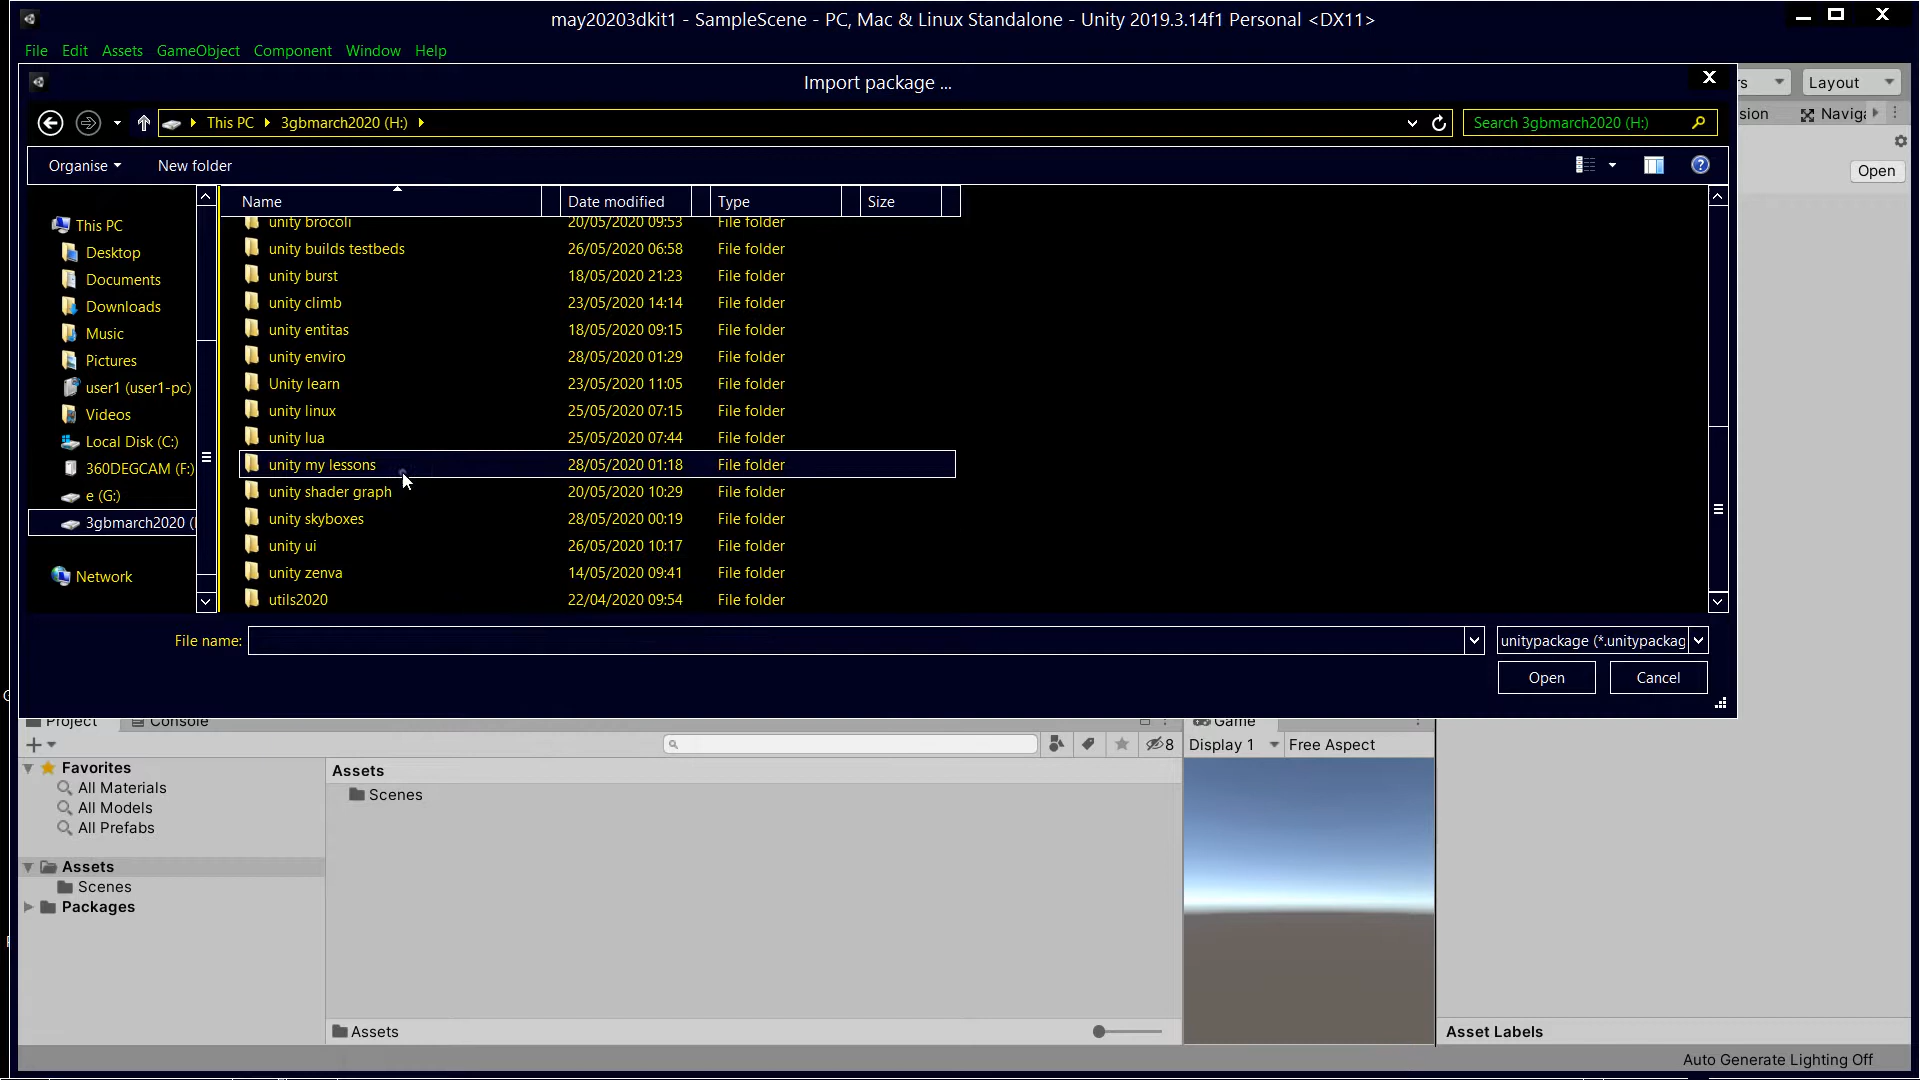 may20203dkit1 - SampleScene - PC, Mac & Linux Standalone - Unity 2019.3.14f1 Personal <DX11>
File Edit Assets GameObject Component Window Help
Import package ...
Layout
This PC 3gbmarch2020 (H:)
Search 3gbmarch2020 (H:)
sion Naviga
Organise New folder
Open
Name Date modified Type Size
This PC
Desktop
Documents
Downloads
Music
Pictures
user1 (user1-pc)
Videos
Local Disk (C:)
360DEGCAM (F:)
e (G:)
3gbmarch2020 (
Network
unity brocoli 20/05/2020 09:53 File folder
unity builds testbeds 26/05/2020 06:58 File folder
unity burst 18/05/2020 21:23 File folder
unity climb 23/05/2020 14:14 File folder
unity entitas 18/05/2020 09:15 File folder
unity enviro 28/05/2020 01:29 File folder
Unity learn 23/05/2020 11:05 File folder
unity linux 25/05/2020 07:15 File folder
unity lua 25/05/2020 07:44 File folder
unity my lessons 28/05/2020 01:18 File folder
unity shader graph 20/05/2020 10:29 File folder
unity skyboxes 28/05/2020 00:19 File folder
unity ui 26/05/2020 10:17 File folder
unity zenva 14/05/2020 09:41 File folder
utils2020 22/04/2020 09:54 File folder
File name:
unitypackage (*.unitypackag
Open Cancel
Project Console
Game
8
Display 1 Free Aspect
Favorites
All Materials
All Models
All Prefabs
Assets
Scenes
Packages
Assets
Scenes
Assets
Asset Labels
Auto Generate Lighting Off